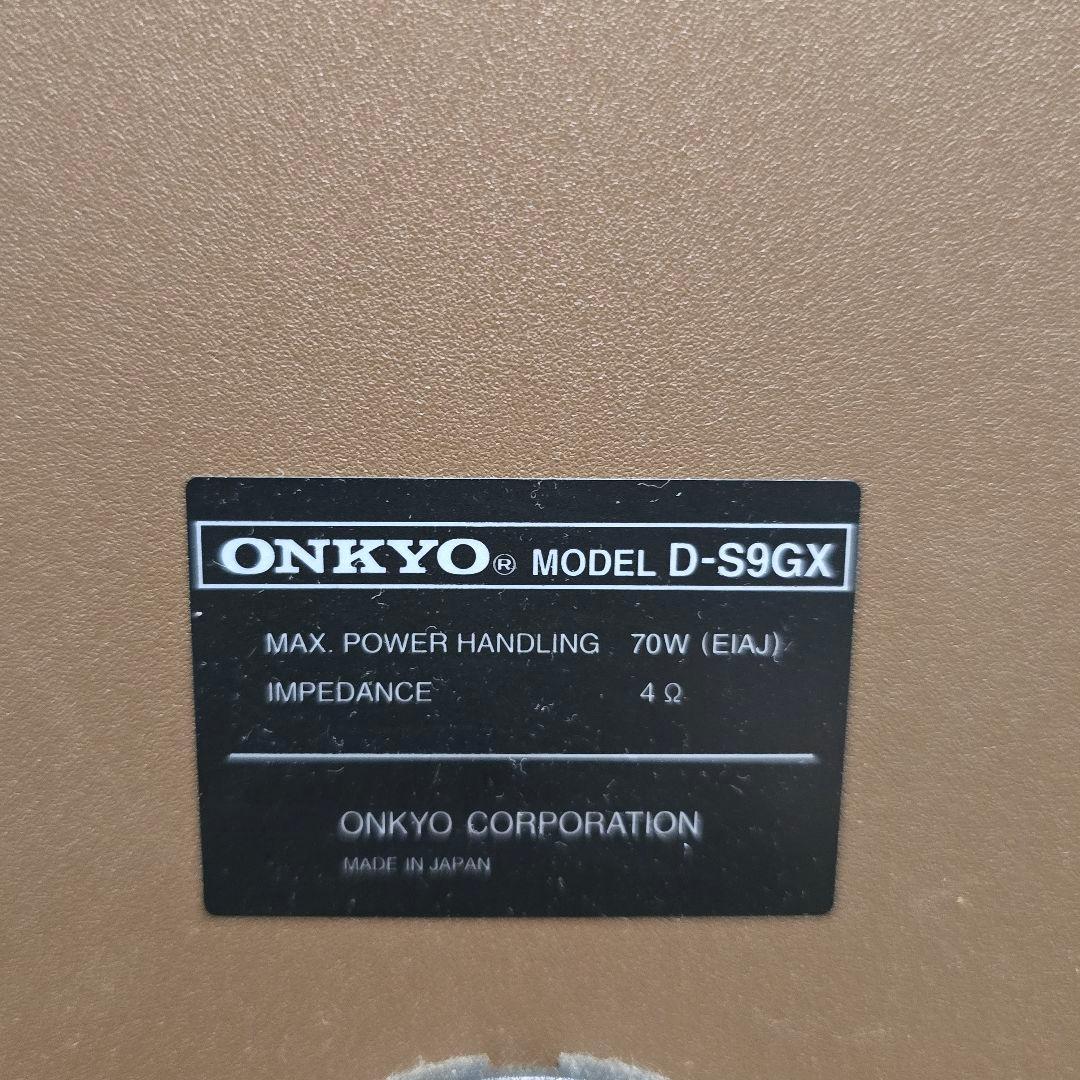 ONKYO® MODEL D-S9GX
MAX. POWER HANDLING 70W (EIAJ)
IMPEDANCE 4 Ω
ONKYO CORPORATION
MADE IN JAPAN